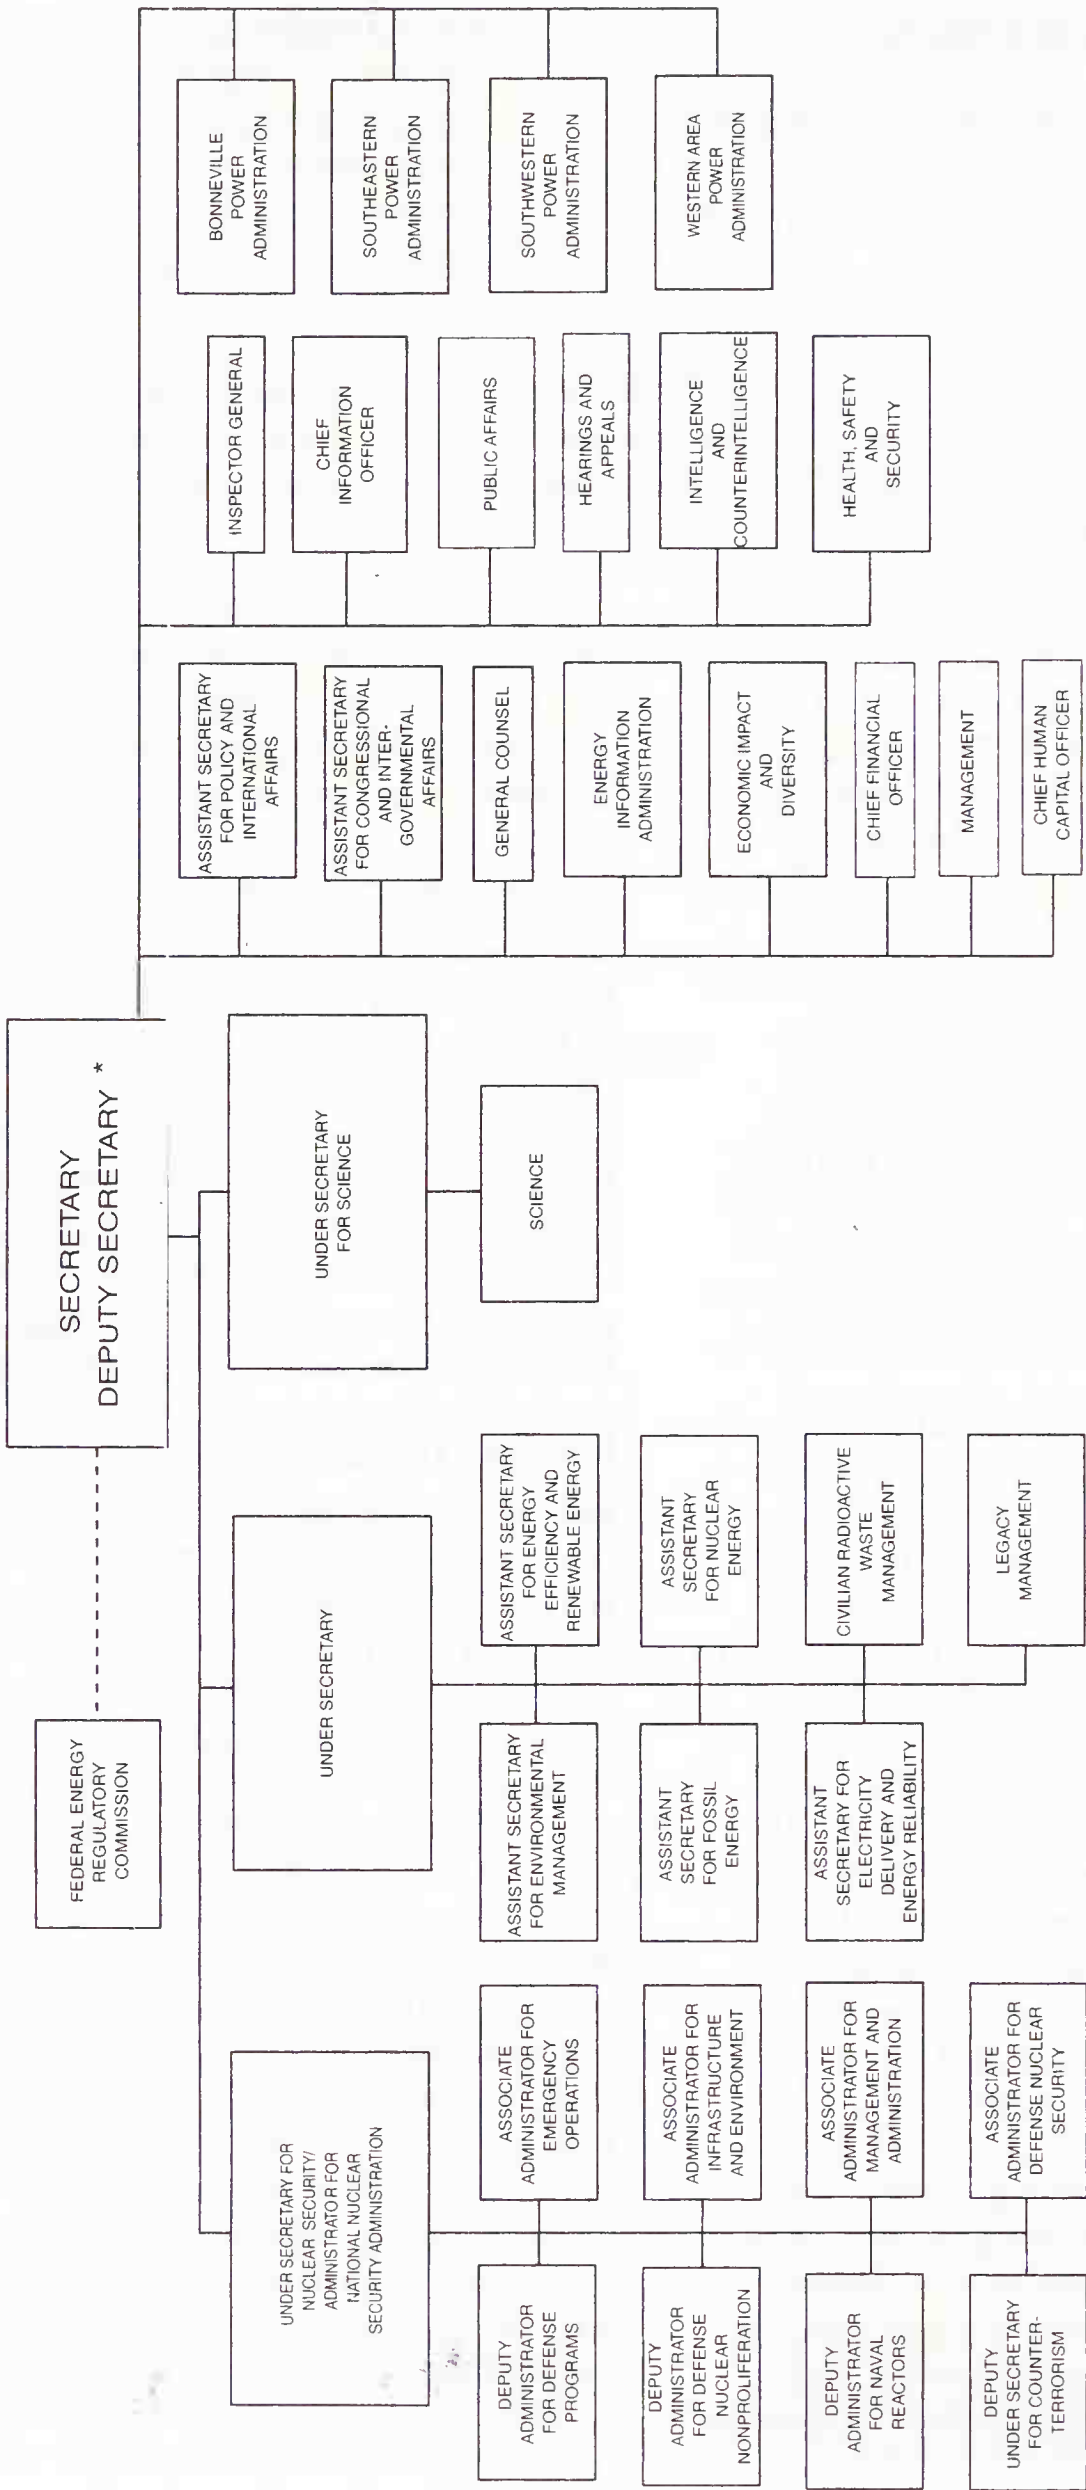 FEDERAL ENERGY
REGULATORY
COMMISSION
SECRETARY
DEPUTY SECRETARY *
UNDER SECRETARY FOR
NUCLEAR SECURITY/
ADMINISTRATOR FOR
NATIONAL NUCLEAR
SECURITY ADMINISTRATION
DEPUTY
ADMINISTRATOR
FOR DEFENSE
PROGRAMS
ASSOCIATE
ADMINISTRATOR FOR
EMERGENCY
OPERATIONS
DEPUTY
ADMINISTRATOR
FOR DEFENSE
NUCLEAR
NONPROLIFERATION
ASSOCIATE
ADMINISTRATOR FOR
INFRASTRUCTURE
AND ENVIRONMENT
DEPUTY
ADMINISTRATOR
FOR NAVAL
REACTORS
ASSOCIATE
ADMINISTRATOR FOR
MANAGEMENT AND
ADMINISTRATION
DEPUTY
UNDER SECRETARY
FOR COUNTER-
TERRORISM
ASSOCIATE
ADMINISTRATOR FOR
DEFENSE NUCLEAR
SECURITY
UNDER SECRETARY
ASSISTANT SECRETARY
FOR ENVIRONMENTAL
MANAGEMENT
ASSISTANT SECRETARY
FOR ENERGY
EFFICIENCY AND
RENEWABLE ENERGY
ASSISTANT
SECRETARY
FOR FOSSIL
ENERGY
ASSISTANT
SECRETARY
FOR NUCLEAR
ENERGY
ASSISTANT
SECRETARY FOR
ELECTRICITY
DELIVERY AND
ENERGY RELIABILITY
CIVILIAN RADIOACTIVE
WASTE
MANAGEMENT
LEGACY
MANAGEMENT
UNDER SECRETARY
FOR SCIENCE
SCIENCE
ASSISTANT SECRETARY
FOR POLICY AND
INTERNATIONAL
AFFAIRS
ASSISTANT SECRETARY
FOR CONGRESSIONAL
AND INTER-
GOVERNMENTAL
AFFAIRS
GENERAL COUNSEL
ENERGY
INFORMATION
ADMINISTRATION
ECONOMIC IMPACT
AND
DIVERSITY
CHIEF FINANCIAL
OFFICER
MANAGEMENT
CHIEF HUMAN
CAPITAL OFFICER
INSPECTOR GENERAL
CHIEF
INFORMATION
OFFICER
PUBLIC AFFAIRS
HEARINGS AND
APPEALS
INTELLIGENCE
AND
COUNTERINTELLIGENCE
HEALTH, SAFETY
AND
SECURITY
BONNEVILLE
POWER
ADMINISTRATION
SOUTHEASTERN
POWER
ADMINISTRATION
SOUTHWESTERN
POWER
ADMINISTRATION
WESTERN AREA
POWER
ADMINISTRATION